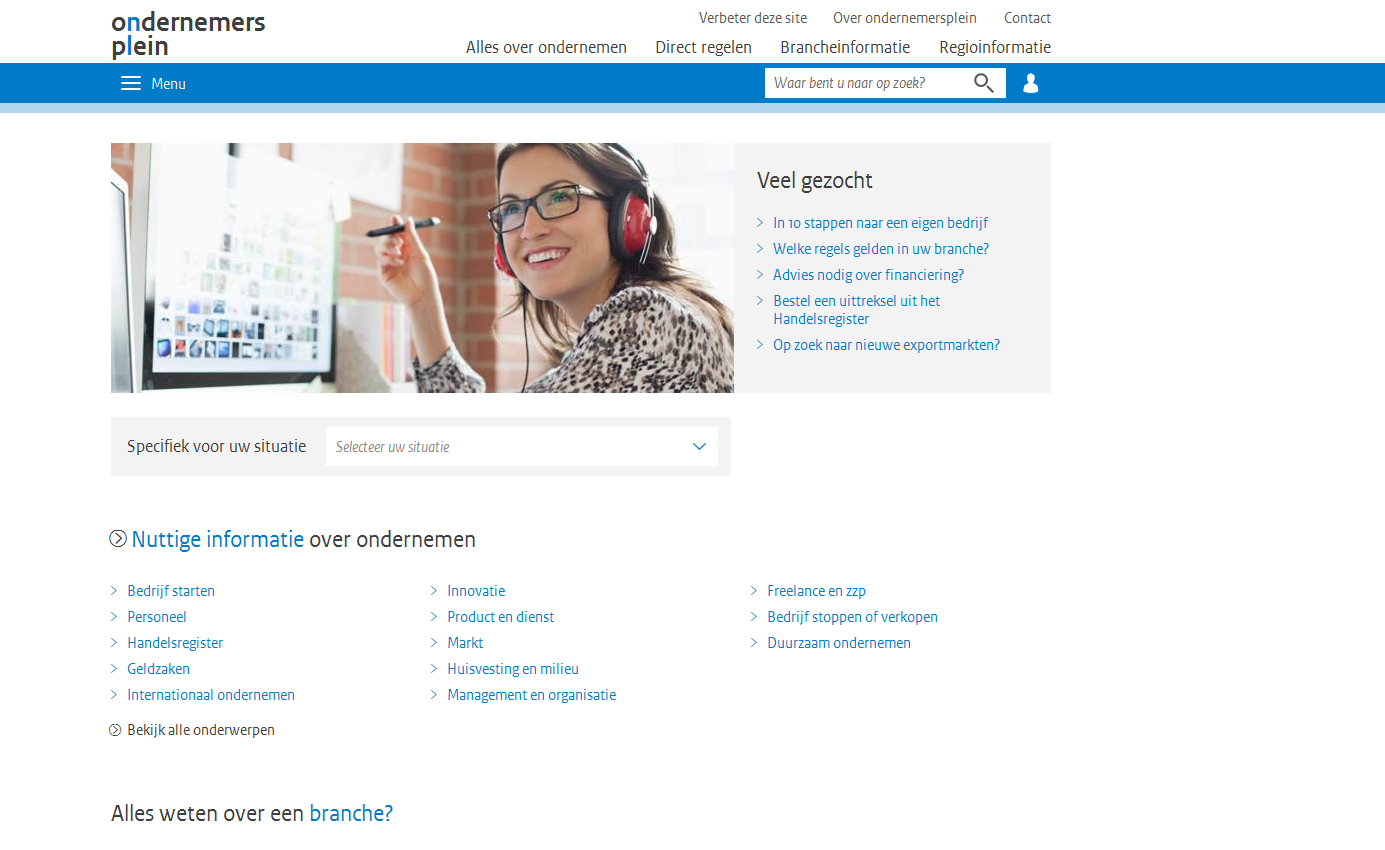 ondernemers
plein
Verbeter deze site Over ondernemersplein Contact
Alles over ondernemen Direct regelen Brancheinformatie Regioinformatie
Menu
Waar bent u naar op zoek?
Veel gezocht
In 10 stappen naar een eigen bedrijf
Welke regels gelden in uw branche?
Advies nodig over financiering?
Bestel een uittreksel uit het
Handelsregister
Op zoek naar nieuwe exportmarkten?
Specifiek voor uw situatie
Selecteer uw situatie
Nuttige informatie over ondernemen
Bedrijf starten
Personeel
Handelsregister
Geldzaken
Internationaal ondernemen
Innovatie
Product en dienst
Markt
Huisvesting en milieu
Management en organisatie
Freelance en zzp
Bedrijf stoppen of verkopen
Duurzaam ondernemen
Bekijk alle onderwerpen
Alles weten over een branche?